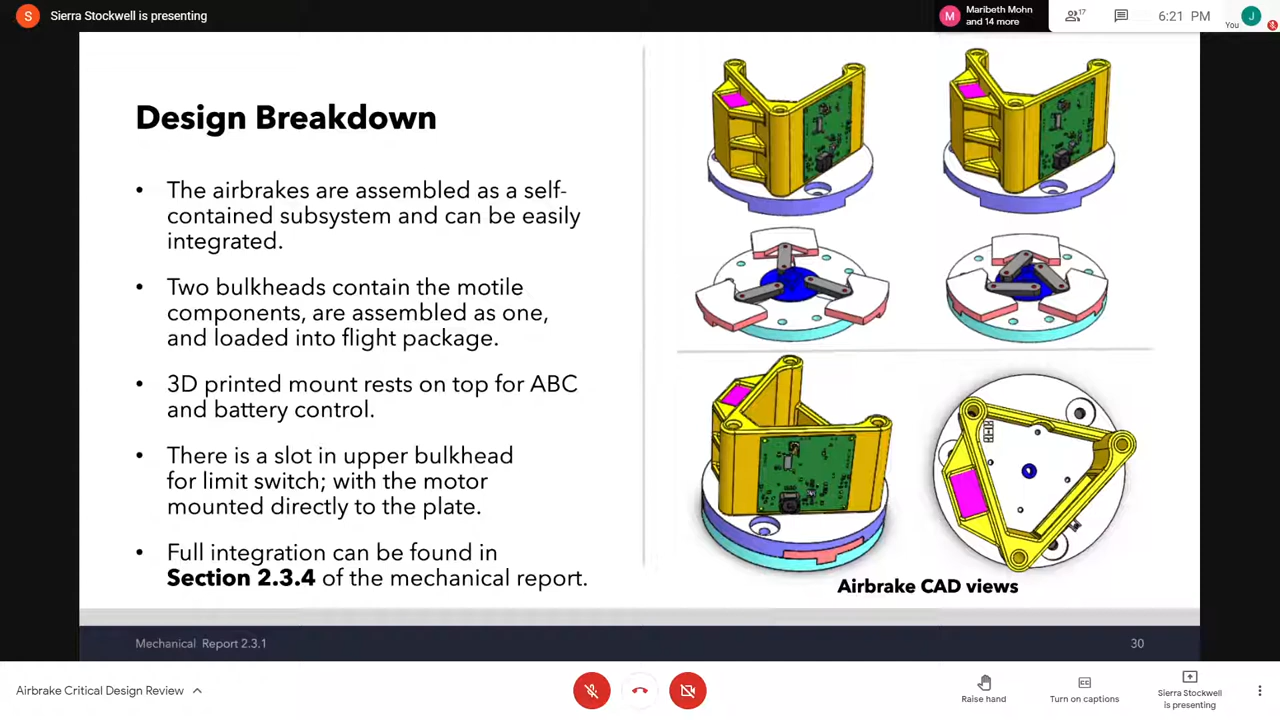 S Sierra Stockwell is presenting
M Maribeth Mohn
and 14 more
17
6:21 PM
You
J
Design Breakdown
• The airbrakes are assembled as a self-
contained subsystem and can be easily
integrated.
• Two bulkheads contain the motile
components, are assembled as one,
and loaded into flight package.
• 3D printed mount rests on top for ABC
and battery control.
• There is a slot in upper bulkhead
for limit switch; with the motor
mounted directly to the plate.
• Full integration can be found in
Section 2.3.4 of the mechanical report.
Airbrake CAD views
Mechanical Report 2.3.1
30
Airbrake Critical Design Review
Raise hand
CC
Turn on captions
Sierra Stockwell
is presenting